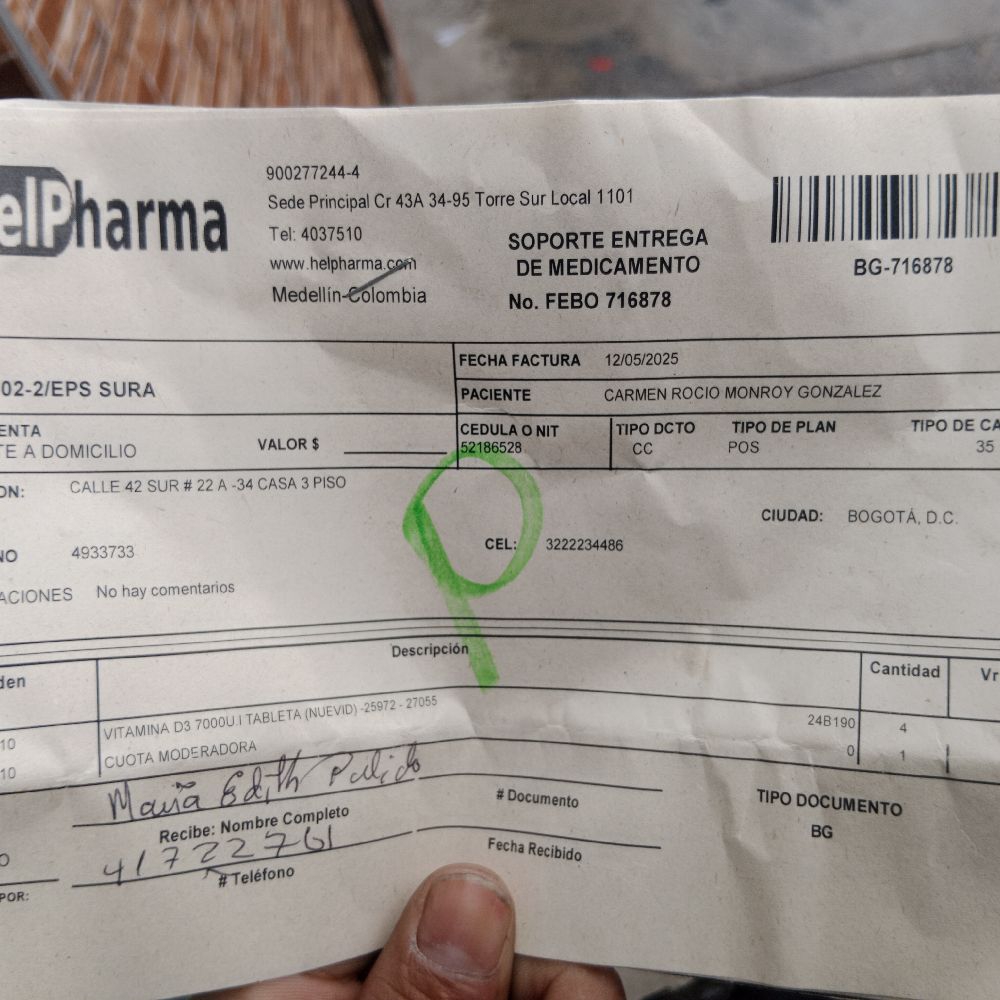 elPharma
900277244-4
Sede Principal Cr 43A 34-95 Torre Sur Local 1101
Tel: 4037510
www.helpharma.com
Medellín-Colombia
SOPORTE ENTREGA
DE MEDICAMENTO
No. FEBO 716878
BG-716878
02-2/EPS SURA
FECHA FACTURA 12/05/2025
PACIENTE CARMEN ROCIO MONROY GONZALEZ
ENTA
TE A DOMICILIO
VALOR $
CEDULA O NIT
52186528
TIPO DCTO
CC
TIPO DE PLAN
POS
TIPO DE CA
35
ON: CALLE 42 SUR # 22 A -34 CASA 3 PISO
CIUDAD: BOGOTÁ, D.C.
NO 4933733
CEL: 3222234486
ACIONES No hay comentarios
den Descripción Cantidad Vr
10 VITAMINA D3 7000U.I TABLETA (NUEVID) -25972 - 27055 24B190 4
10 CUOTA MODERADORA 0 1
Maria Edith Pulido
Recibe: Nombre Completo
# Documento
TIPO DOCUMENTO
BG
O
41722761
# Teléfono
Fecha Recibido
POR: